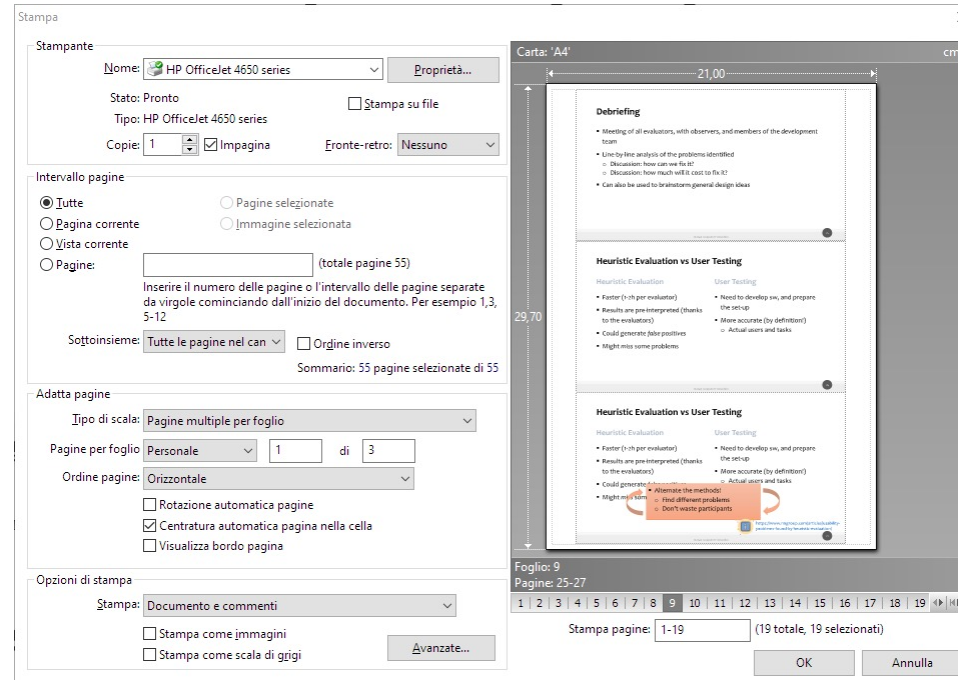 Stampa
Stampante
Nome: HP OfficeJet 4650 series Proprietà...
Stato: Pronto
Stampa su file
Tipo: HP OfficeJet 4650 series
Copie: 1 Impagina Fronte-retro: Nessuno
Intervallo pagine
Tutte Pagine selezionate
Pagina corrente Immagine selezionata
Vista corrente
Pagine: (totale pagine 55)
Inserire il numero delle pagine o l'intervallo delle pagine separate
da virgole cominciando dall'inizio del documento. Per esempio 1,3,
5-12
Sottoinsieme: Tutte le pagine nel can Ordine inverso
Sommario: 55 pagine selezionate di 55
Adatta pagine
Tipo di scala: Pagine multiple per foglio
Pagine per foglio Personale 1 di 3
Ordine pagine: Orizzontale
Rotazione automatica pagine
Centratura automatica pagina nella cella
Visualizza bordo pagina
Opzioni di stampa
Stampa: Documento e commenti
Stampa come immagini
Stampa come scala di grigi
Avanzate...
Carta: 'A4' cm
21,00
29,70
Debriefing
Meeting of all evaluators, with observers, and members of the development
team
Line-by-line analysis of the problems identified
Discussion: how can we fix it?
Discussion: how much will it cost to fix it?
Can also be used to brainstorm general design ideas
Heuristic Evaluation vs User Testing
Heuristic Evaluation User Testing
Faster (1-2h per evaluator)
Results are pre-interpreted (thanks
to the evaluators)
Could generate false positives
Might miss some problems
Need to develop sw, and prepare
the set-up
More accurate (by definition!)
Actual users and tasks
Heuristic Evaluation vs User Testing
Heuristic Evaluation User Testing
Faster (1-2h per evaluator)
Results are pre-interpreted (thanks
to the evaluators)
Could generate
Might miss som
Need to develop sw, and prepare
the set-up
More accurate (by definition!)
Actual users and tasks
Alternate the methods!
Find different problems
Don't waste participants
Foglio: 9
Pagine: 25-27
1 2 3 4 5 6 7 8 9 10 11 12 13 14 15 16 17 18 19
Stampa pagine: 1-19 (19 totale, 19 selezionati)
OK Annulla